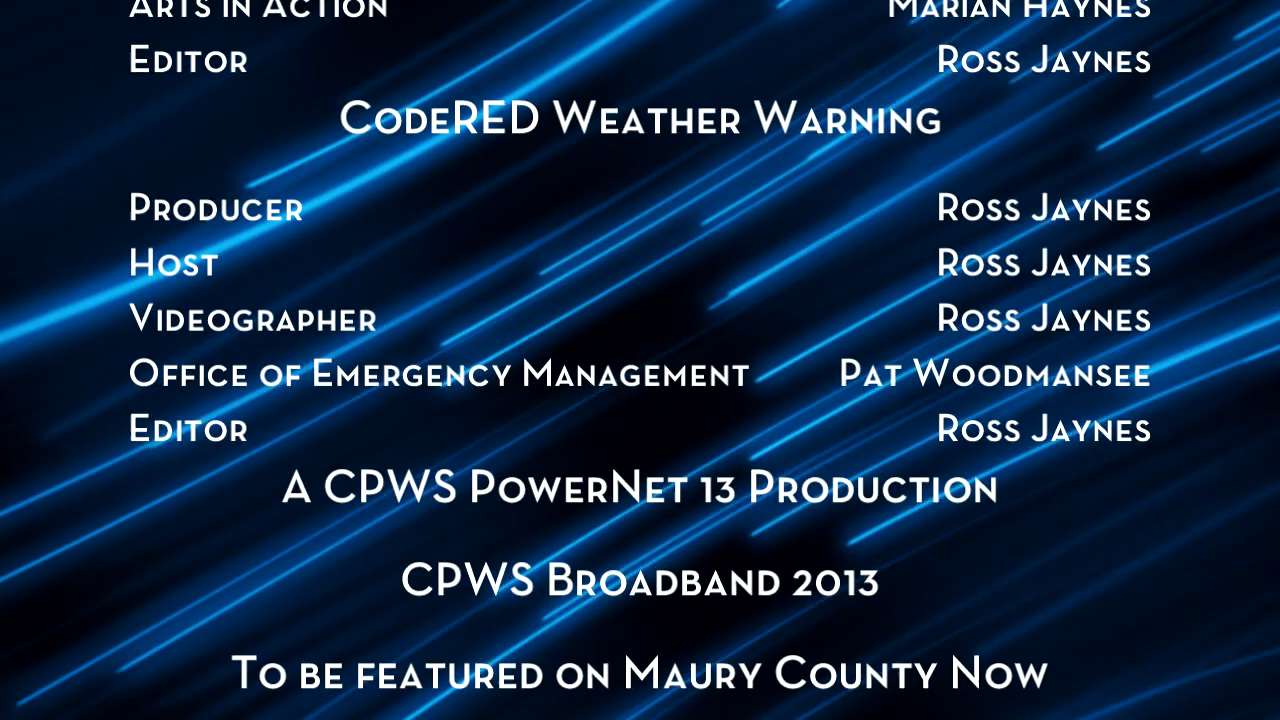 Arts in Action Marian Haynes
Editor Ross Jaynes
CodeRED Weather Warning
Producer Ross Jaynes
Host Ross Jaynes
Videographer Ross Jaynes
Office of Emergency Management Pat Woodmansee
Editor Ross Jaynes
A CPWS PowerNet 13 Production
CPWS Broadband 2013
To be featured on Maury County Now